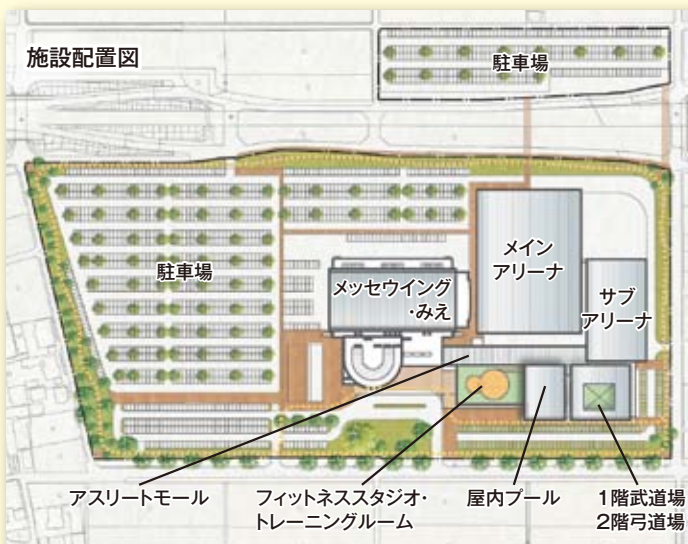 施設配置図
駐車場
駐車場
メイン
アリーナ
メッセウイング
・みえ
サブ
アリーナ
アスリートモール
フィットネススタジオ・
トレーニングルーム
屋内プール
1階武道場
2階弓道場